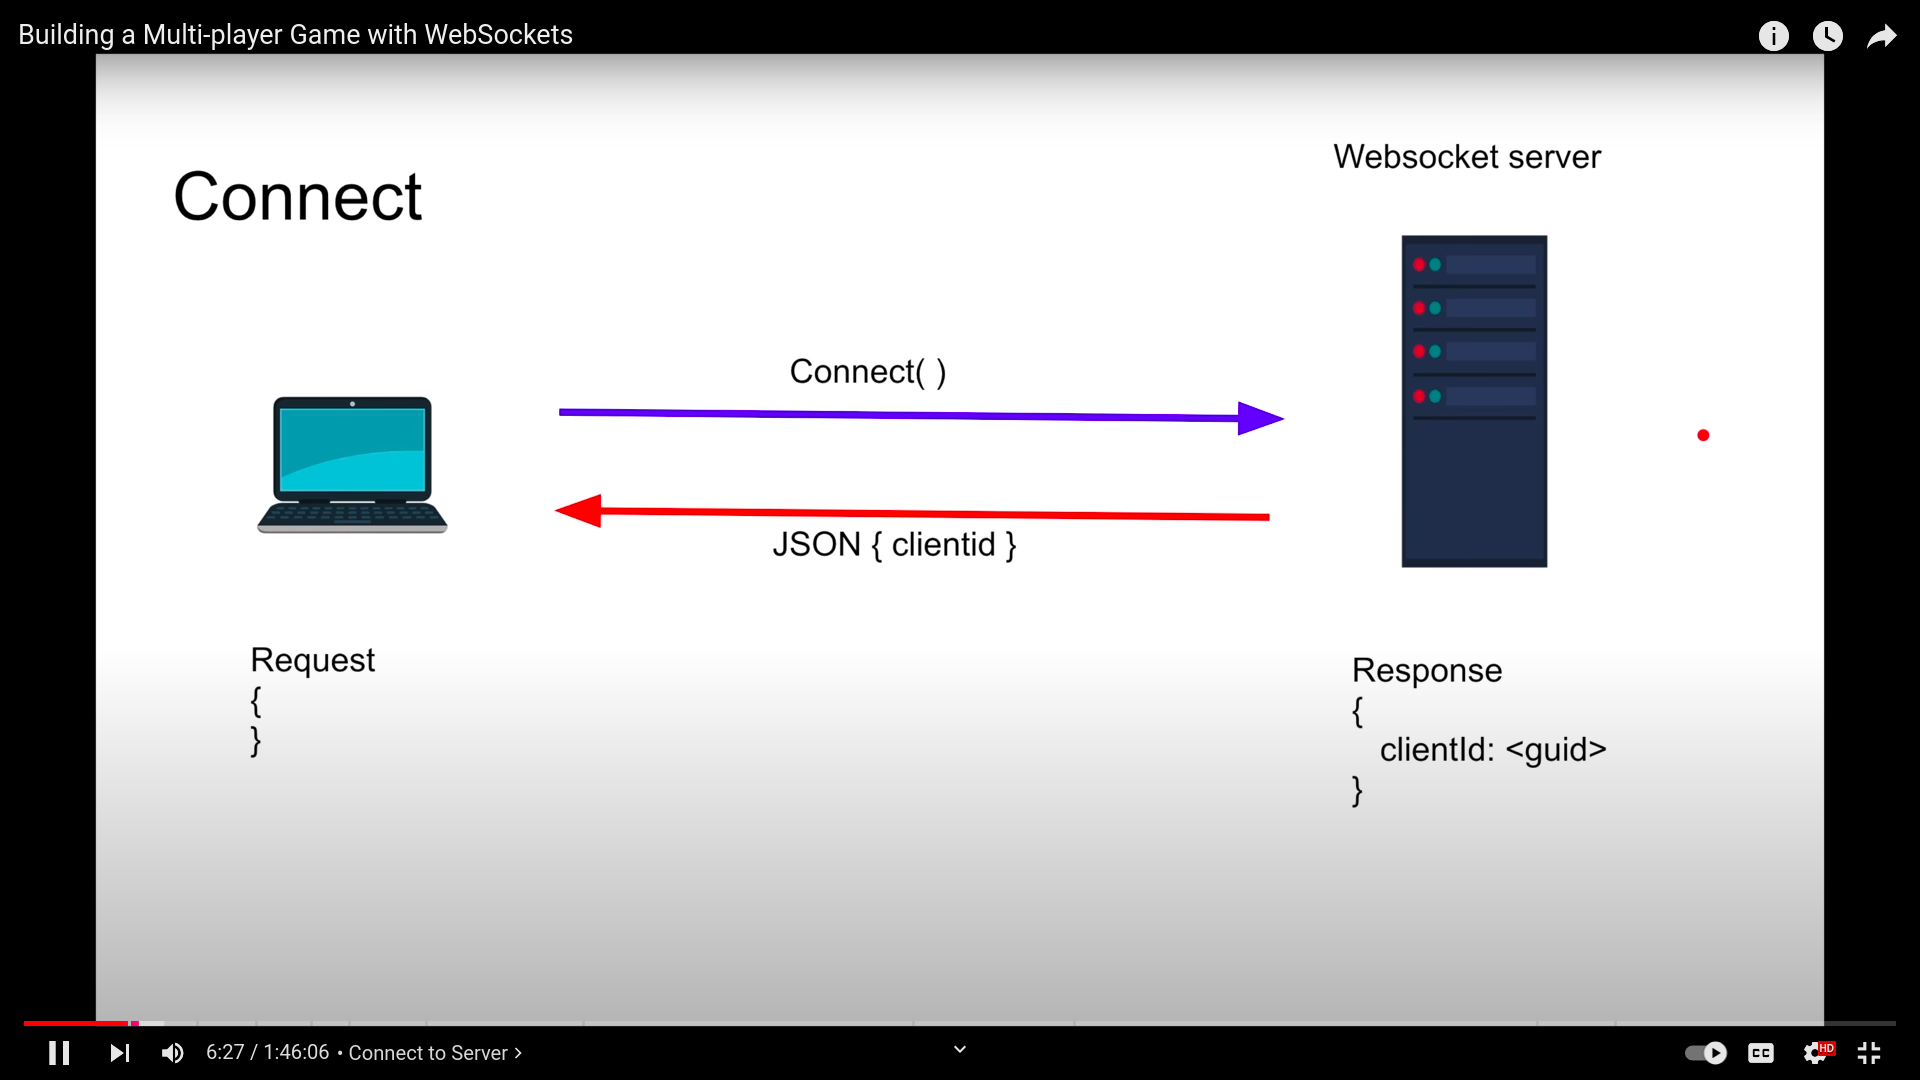 Building a Multi-player Game with WebSockets
Websocket server
Connect
Connect( )
JSON { clientid }
Request
{
}
Response
{
clientId: <guid>
}
6:27 / 1:46:06 • Connect to Server ›
CC
HD